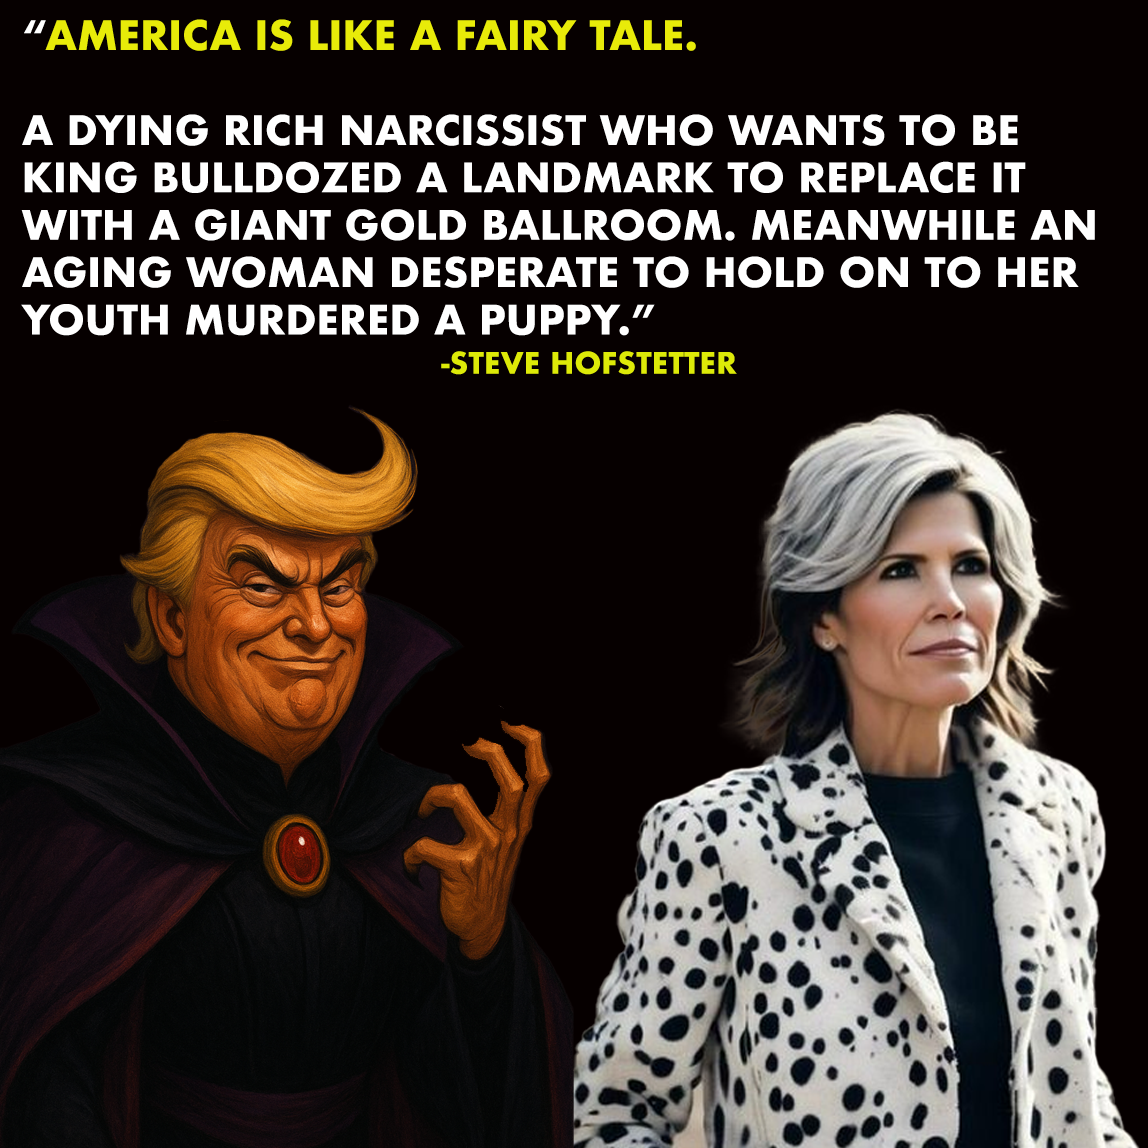 “AMERICA IS LIKE A FAIRY TALE.
A DYING RICH NARCISSIST WHO WANTS TO BE
KING BULLDOZED A LANDMARK TO REPLACE IT
WITH A GIANT GOLD BALLROOM. MEANWHILE AN
AGING WOMAN DESPERATE TO HOLD ON TO HER
YOUTH MURDERED A PUPPY.”
-STEVE HOFSTETTER